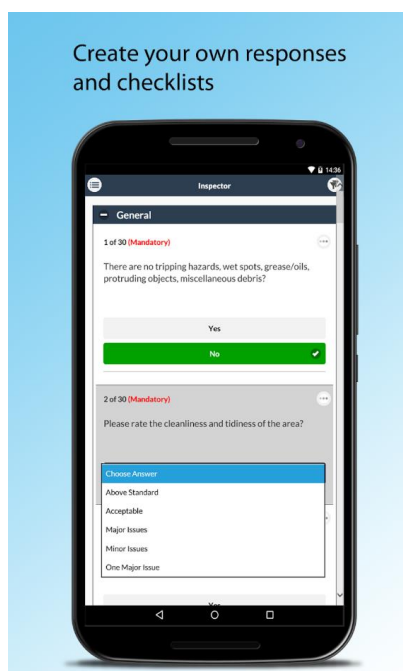 Create your own responses
and checklists
14:36
Inspector
General
1 of 30 (Mandatory)
There are no tripping hazards, wet spots, grease/oils,
protruding objects, miscellaneous debris?
Yes
No
2 of 30 (Mandatory)
Please rate the cleanliness and tidiness of the area?
Choose Answer
Above Standard
Acceptable
Major Issues
Minor Issues
One Major Issue
Yes